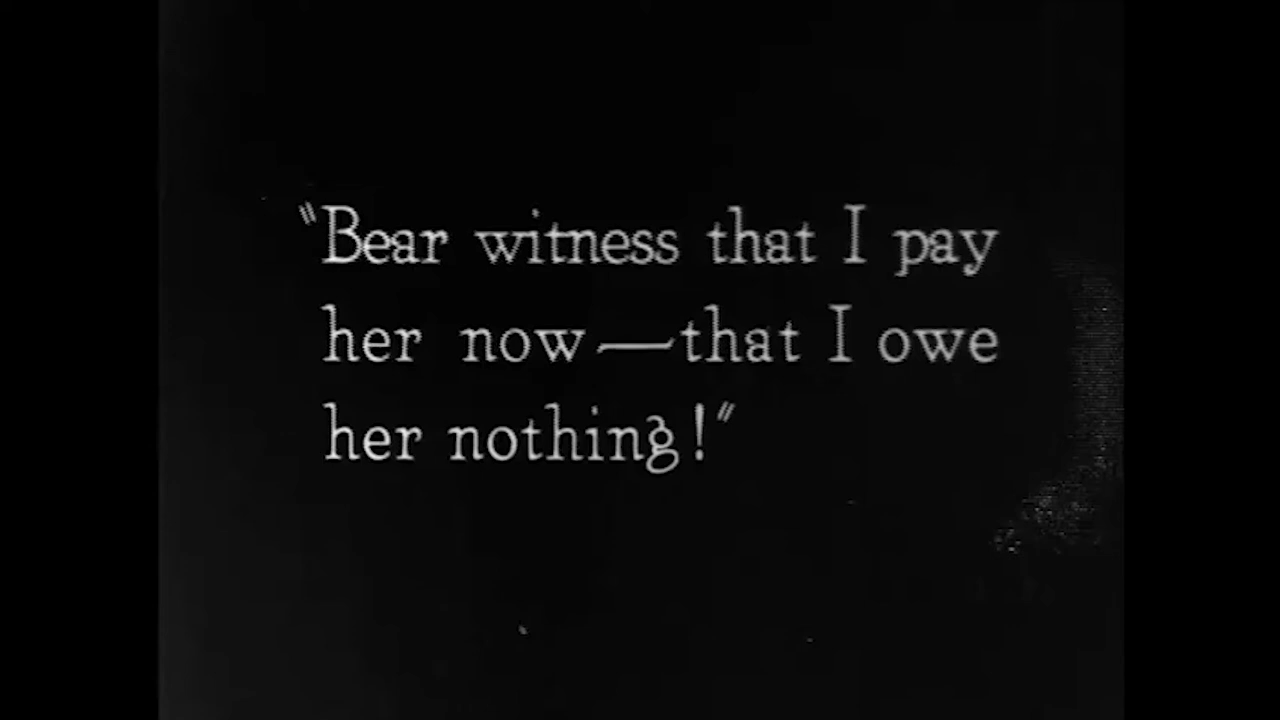 "Bear witness that I pay
her now—that I owe
her nothing!"